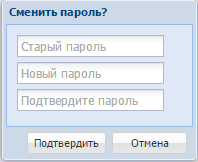 Сменить пароль?
Старый пароль
Новый пароль
Подтвердите пароль
Подтвердить Отмена